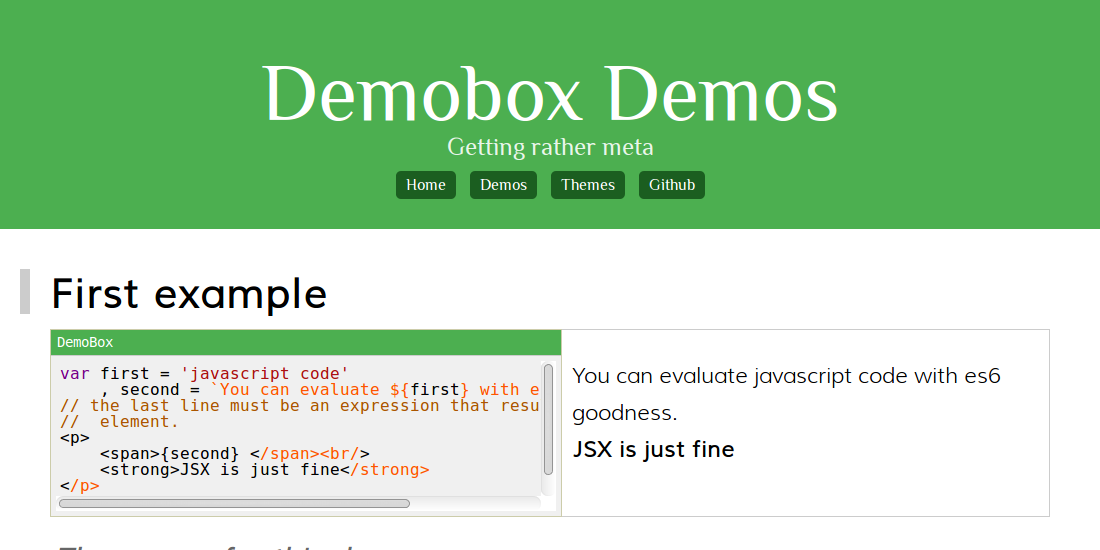 Demobox Demos
Getting rather meta
Home Demos Themes Github
First example
DemoBox
var first = 'javascript code'
, second = `You can evaluate ${first} with e
// the last line must be an expression that resu
//  element.
<p>
<span>{second} </span><br/>
<strong>JSX is just fine</strong>
</p>
You can evaluate javascript code with es6
goodness.
JSX is just fine